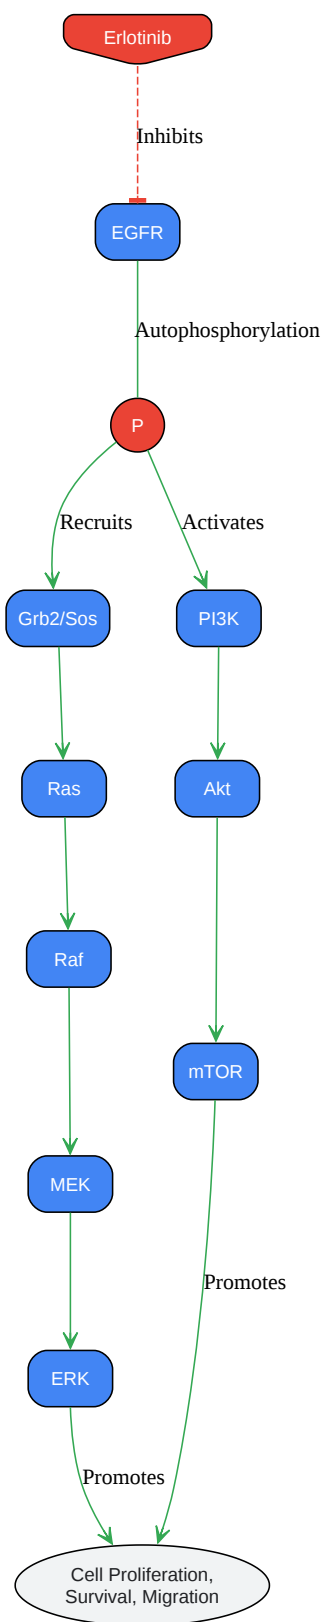 Erlotinib
Inhibits
EGFR
Autophosphorylation
P
Recruits
Activates
Grb2/Sos
PI3K
Ras
Akt
Raf
mTOR
MEK
Promotes
ERK
Promotes
Cell Proliferation,
Survival, Migration